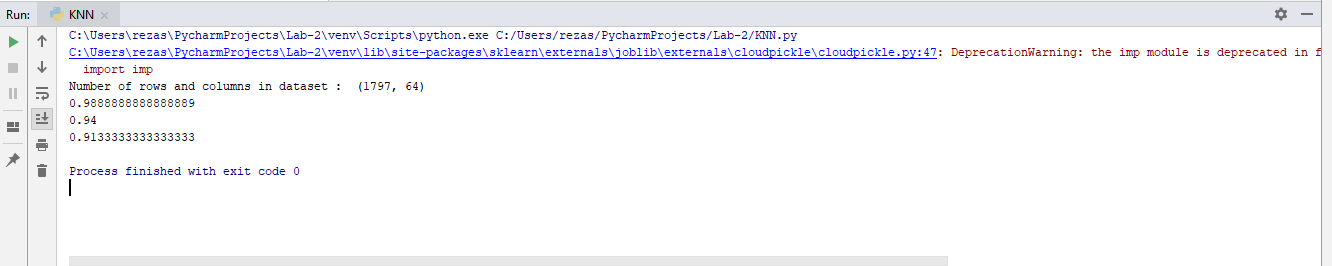 Run: KNN
C:\Users\rezas\PycharmProjects\Lab-2\venv\Scripts\python.exe C:/Users/rezas/PycharmProjects/Lab-2/KNN.py
C:\Users\rezas\PycharmProjects\Lab-2\venv\lib\site-packages\sklearn\externals\joblib\externals\cloudpickle\cloudpickle.py:47: DeprecationWarning: the imp module is deprecated in f
import imp
Number of rows and columns in dataset :  (1797, 64)
0.9888888888888889
0.94
0.9133333333333333
Process finished with exit code 0